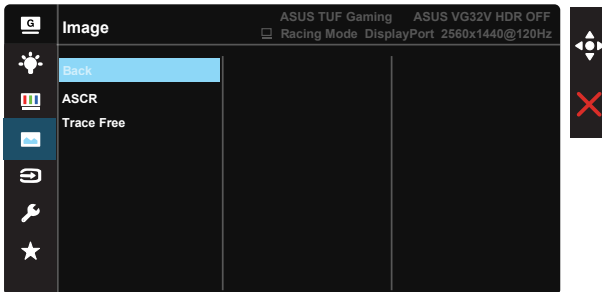 G
Image
ASUS TUF Gaming ASUS VG32V HDR OFF
Racing Mode DisplayPort 2560x1440@120Hz
Back
ASCR
Trace Free